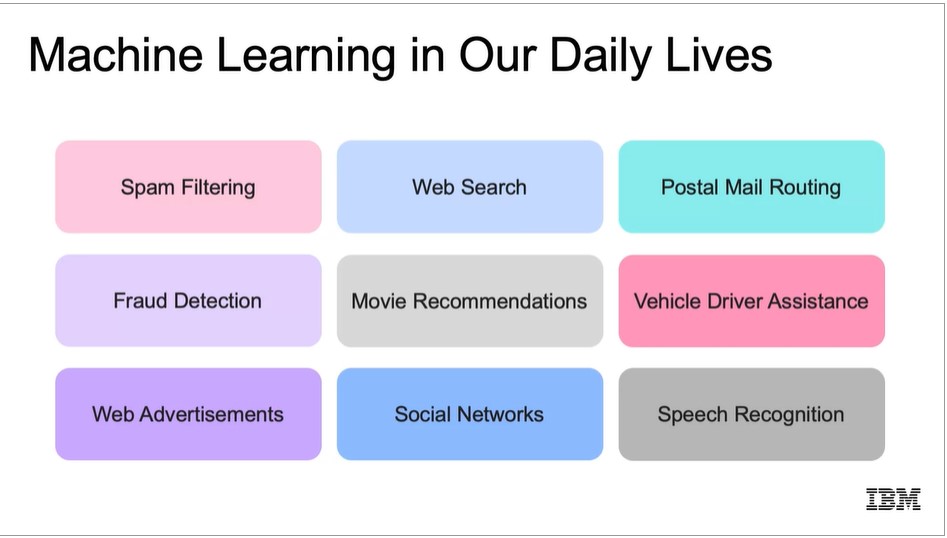 Machine Learning in Our Daily Lives
Spam Filtering
Web Search
Postal Mail Routing
Fraud Detection
Movie Recommendations
Vehicle Driver Assistance
Web Advertisements
Social Networks
Speech Recognition
IBM